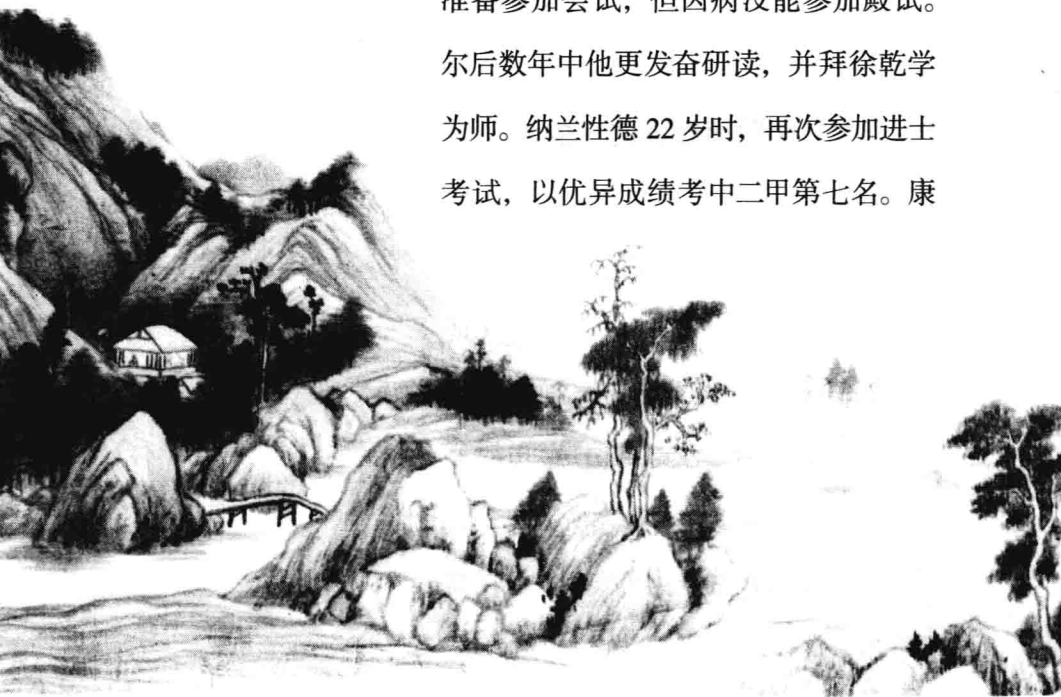 准备参加会试，但因病没能参加殿试。
尔后数年中他更发奋研读，并拜徐乾学
为师。纳兰性德 22 岁时，再次参加进士
考试，以优异成绩考中二甲第七名。康